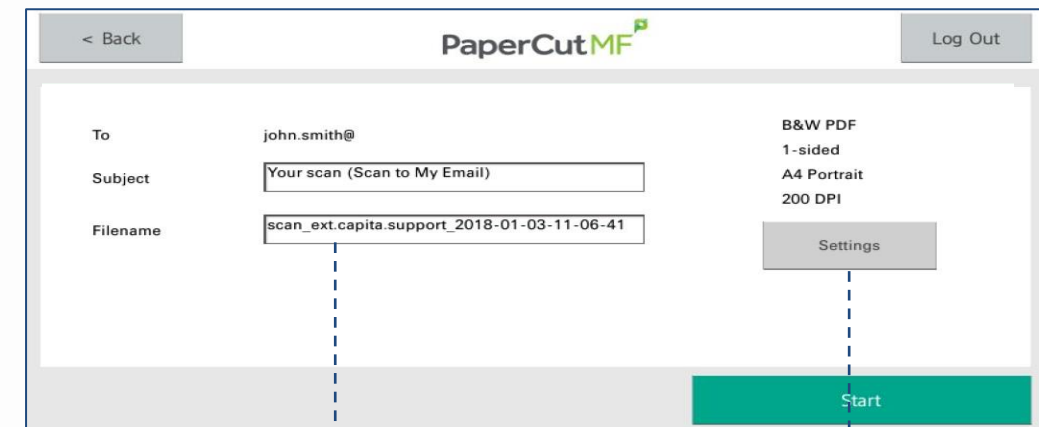 < Back
PaperCutMF
Log Out
To
john.smith@
Subject
Your scan (Scan to My Email)
Filename
scan_ext.capita.support_2018-01-03-11-06-41
B&W PDF
1-sided
A4 Portrait
200 DPI
Settings
Start